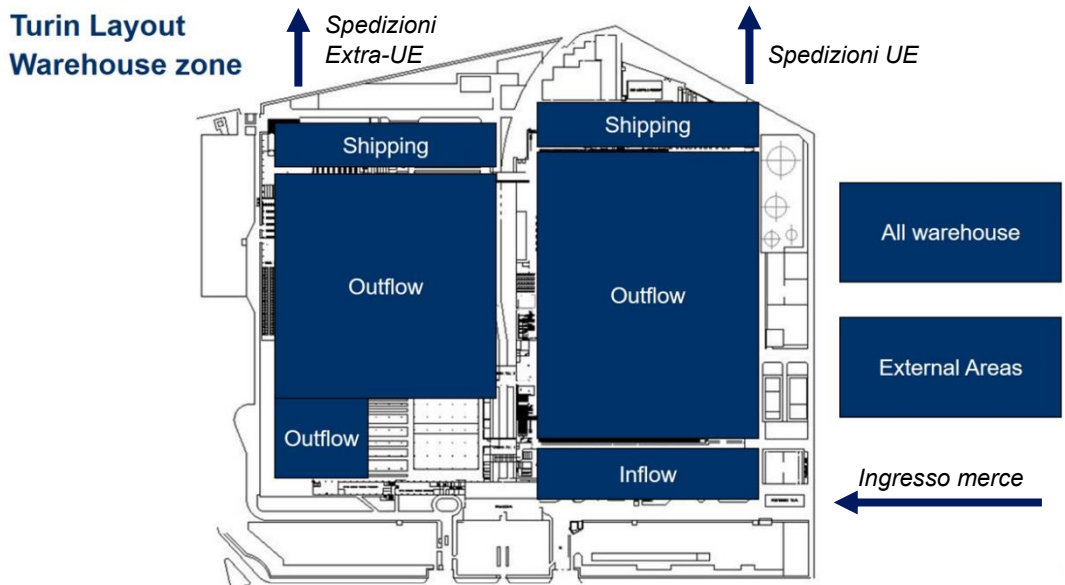 Turin Layout
Warehouse zone
Spedizioni
Extra-UE
Spedizioni UE
Shipping
Shipping
Outflow
Outflow
All warehouse
External Areas
Outflow
Inflow
Ingresso merce